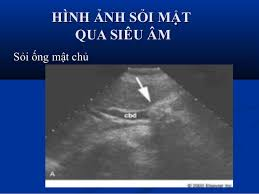 HÌNH ẢNH SỎI MẬT
QUA SIÊU ÂM
Sỏi ống mật chủ
cbd
A